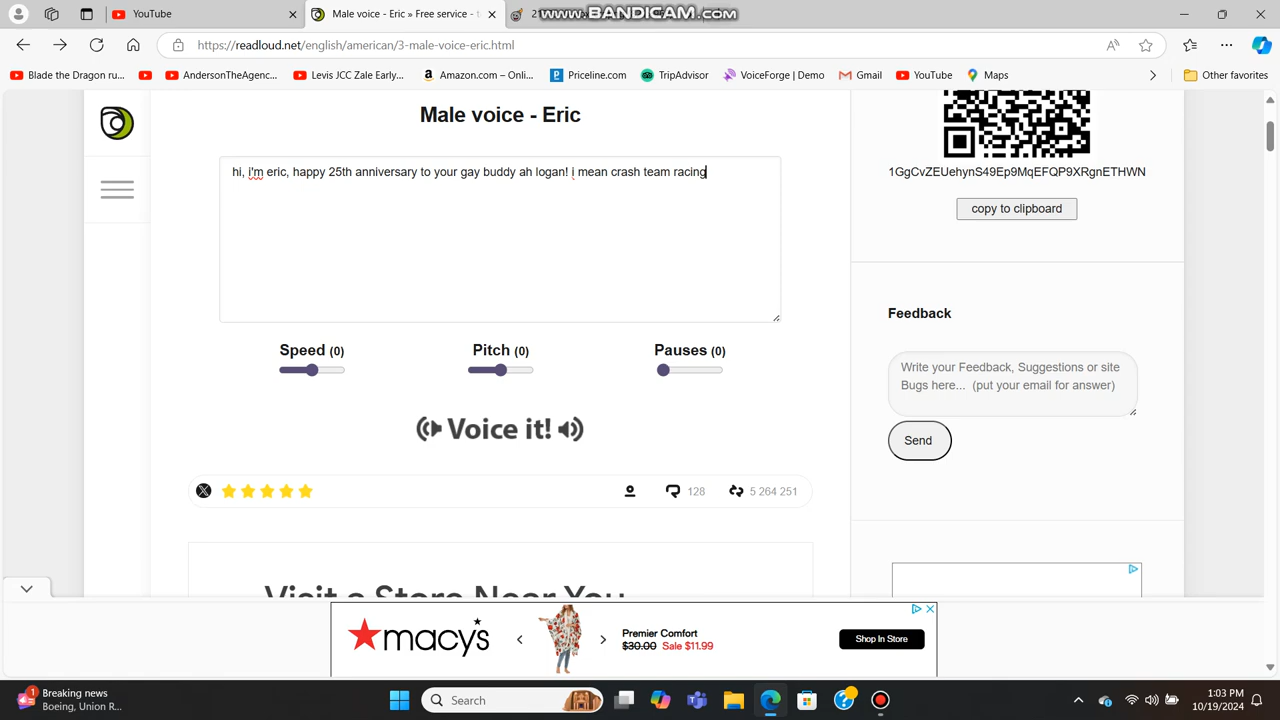 YouTube
Male voice - Eric » Free service - t
www.BANDICAM.com
https://readloud.net/english/american/3-male-voice-eric.html
Blade the Dragon ru...
AndersonTheAgenc...
Levis JCC Zale Early...
Amazon.com – Onli...
Priceline.com
TripAdvisor
VoiceForge | Demo
Gmail
YouTube
Maps
Other favorites
Male voice - Eric
hi, i'm eric, happy 25th anniversary to your gay buddy ah logan! i mean crash team racing
1GgCvZEUehynS49Ep9MqEFQP9XRgnETHWN
copy to clipboard
Feedback
Write your Feedback, Suggestions or site
Bugs here... (put your email for answer)
Send
Speed (0)
Pitch (0)
Pauses (0)
Voice it!
128
5 264 251
Visit a Store Near You
macy's
Premier Comfort
$30.00 Sale $11.99
Shop In Store
1
Breaking news
Boeing, Union R...
Search
1:03 PM
10/19/2024